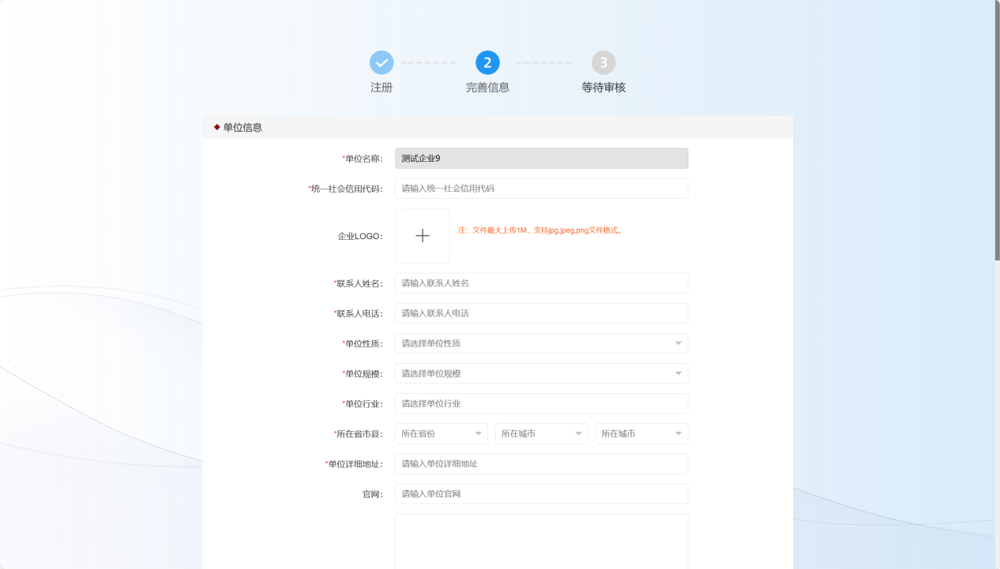 2
3
注册
完善信息
等待审核
单位信息
*单位名称： 测试企业9
*统一社会信用代码： 请输入统一社会信用代码
企业LOGO： 注：文件最大上传1M，支持jpg,jpeg,png文件格式。
*联系人姓名： 请输入联系人姓名
*联系人电话： 请输入联系人电话
*单位性质： 请选择单位性质
*单位规模： 请选择单位规模
*单位行业： 请选择单位行业
*所在省市县： 所在省份 所在城市 所在城市
*单位详细地址： 请输入单位详细地址
官网： 请输入单位官网